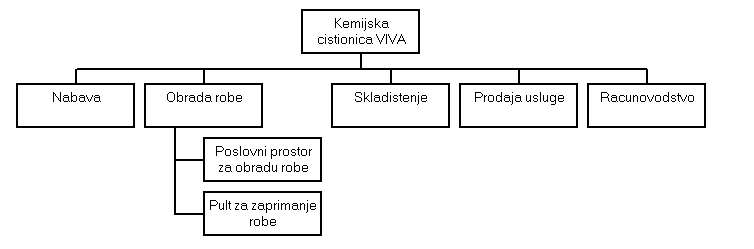 Kemijska
cistionica VIVA
Nabava
Obrada robe
Skladistenje
Prodaja usluge
Racunovodstvo
Poslovni prostor
za obradu robe
Pult za zaprimanje
robe